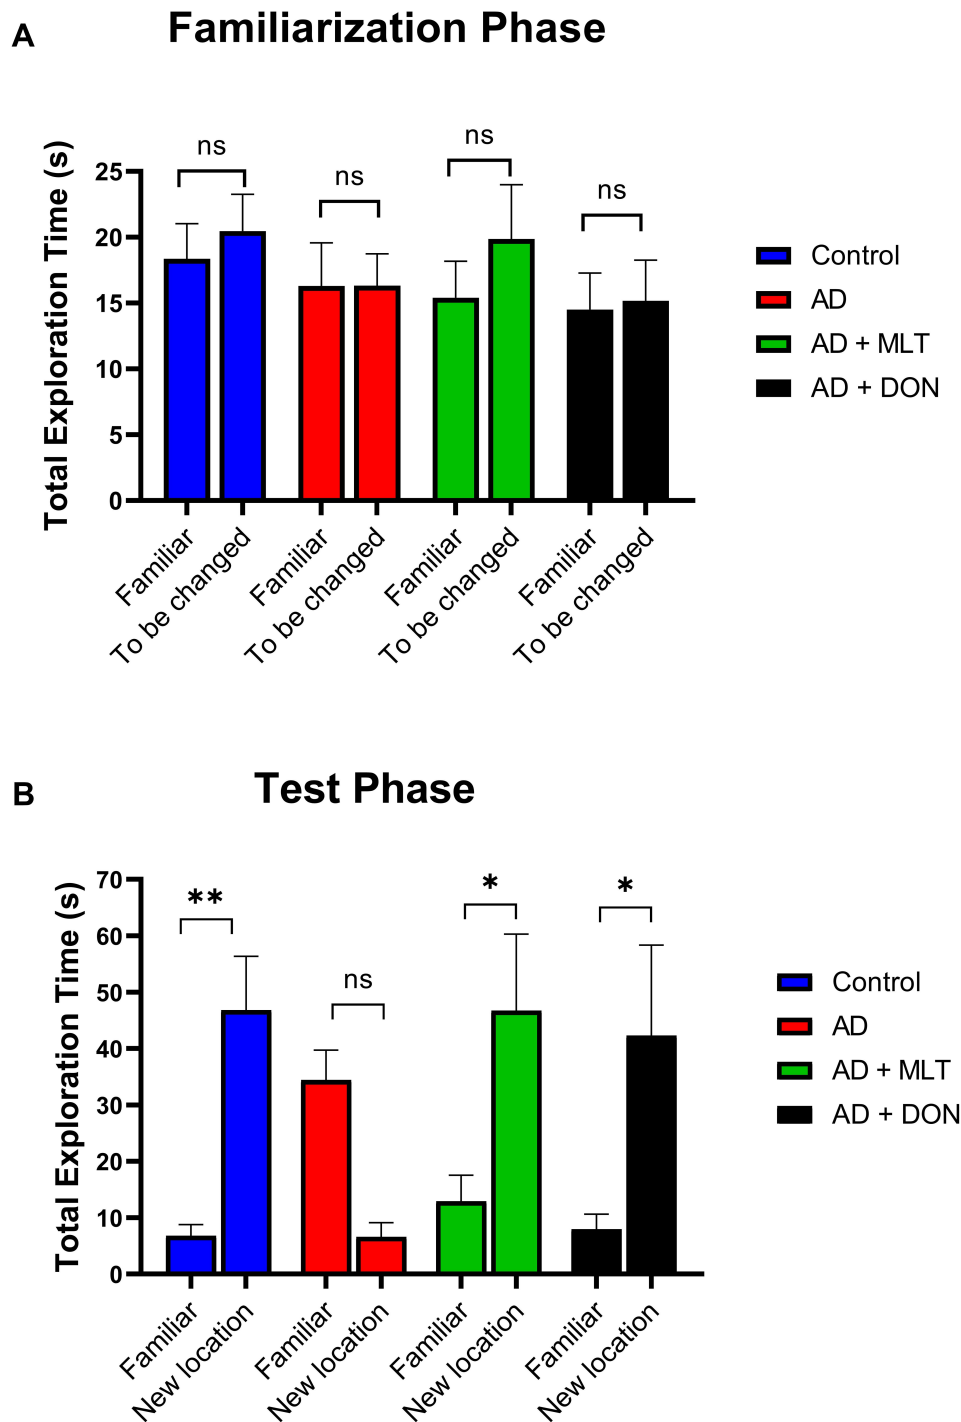 A
Familiarization Phase
Total Exploration Time (s)
25
20
15
10
5
0
ns
ns
ns
ns
Familiar
To be changed
Familiar
To be changed
Familiar
To be changed
Familiar
To be changed
Control
AD
AD + MLT
AD + DON
B
Test Phase
Total Exploration Time (s)
70
60
50
40
30
20
10
0
**
ns
*
*
Familiar
New location
Familiar
New location
Familiar
New location
Familiar
New location
Control
AD
AD + MLT
AD + DON